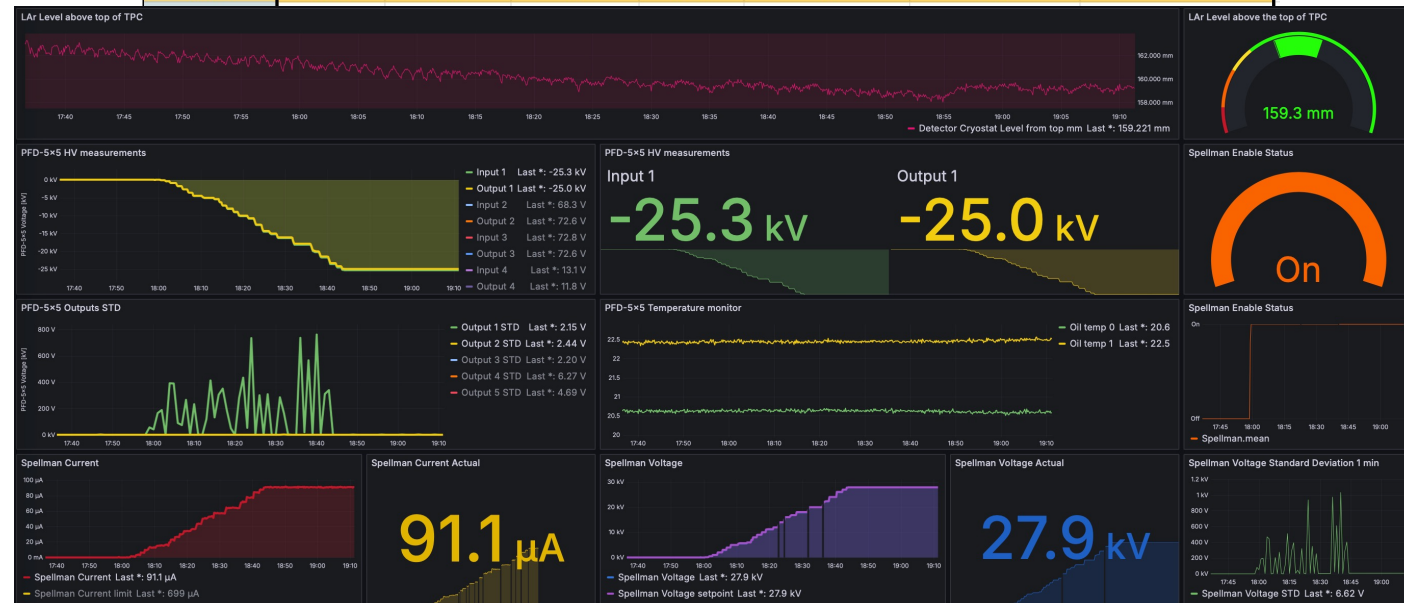 LAr Level above top of TPC
162.000 mm
160.000 mm
158.000 mm
17:40 17:45 17:50 17:55 18:00 18:05 18:10 18:15 18:20 18:25 18:30 18:35 18:40 18:45 18:50 18:55 19:00 19:05 19:10
Detector Cryostat Level from top mm Last *: 159.221 mm
LAr Level above the top of TPC
159.3 mm
PFD-5×5 HV measurements
PFD-5×5 Voltage [kV]
0 kV
-5 kV
-10 kV
-15 kV
-20 kV
-25 kV
17:40 17:50 18:00 18:10 18:20 18:30 18:40 18:50 19:00 19:10
Input 1 Last *: -25.3 kV
Output 1 Last *: -25.0 kV
Input 2 Last *: 68.3 V
Output 2 Last *: 72.6 V
Input 3 Last *: 72.8 V
Output 3 Last *: 72.6 V
Input 4 Last *: 13.1 V
Output 4 Last *: 11.8 V
PFD-5×5 HV measurements
Input 1
-25.3 kV
Output 1
-25.0 kV
Spellman Enable Status
On
PFD-5×5 Outputs STD
PFD-5×5 Voltage [kV]
800 V
600 V
400 V
200 V
0 kV
17:40 17:50 18:00 18:10 18:20 18:30 18:40 18:50 19:00 19:10
Output 1 STD Last *: 2.15 V
Output 2 STD Last *: 2.44 V
Output 3 STD Last *: 2.20 V
Output 4 STD Last *: 6.27 V
Output 5 STD Last *: 4.69 V
PFD-5×5 Temperature monitor
22.5
22
21.5
21
20.5
20
17:40 17:50 18:00 18:10 18:20 18:30 18:40 18:50 19:00 19:10
Oil temp 0 Last *: 20.6
Oil temp 1 Last *: 22.5
Spellman Enable Status
On
Off
17:45 18:00 18:15 18:30 18:45 19:00
Spellman.mean
Spellman Current
100 µA
80 µA
60 µA
40 µA
20 µA
0 mA
17:40 17:50 18:00 18:10 18:20 18:30 18:40 18:50 19:00 19:10
Spellman Current Last *: 91.1 µA
Spellman Current limit Last *: 699 µA
Spellman Current Actual
91.1 µA
Spellman Voltage
30 kV
20 kV
10 kV
0 kV
17:40 17:50 18:00 18:10 18:20 18:30 18:40 18:50 19:00 19:10
Spellman Voltage Last *: 27.9 kV
Spellman Voltage setpoint Last *: 27.9 kV
Spellman Voltage Actual
27.9 kV
Spellman Voltage Standard Deviation 1 min
1.2 kV
1 kV
800 V
600 V
400 V
200 V
0 kV
17:45 18:00 18:15 18:30 18:45 19:00
Spellman Voltage STD Last *: 6.62 V